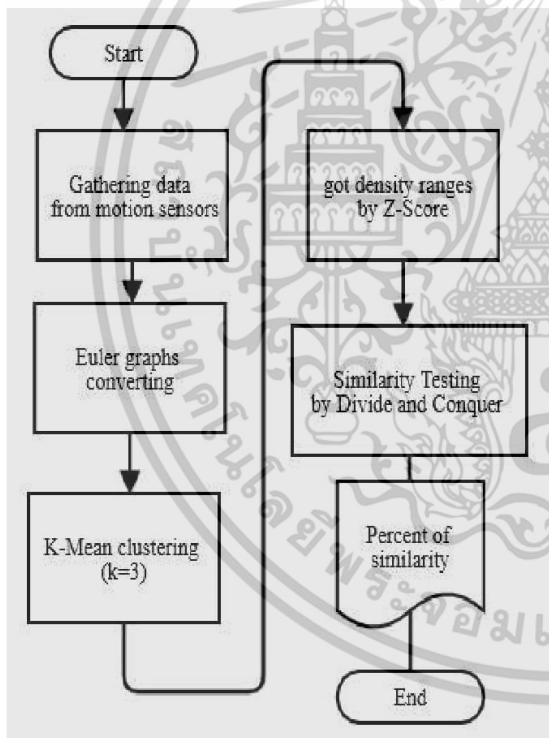 Start
Gathering data
from motion sensors
Euler graphs
converting
K-Mean clustering
(k=3)
got density ranges
by Z-Score
Similarity Testing
by Divide and Conquer
Percent of
similarity
End